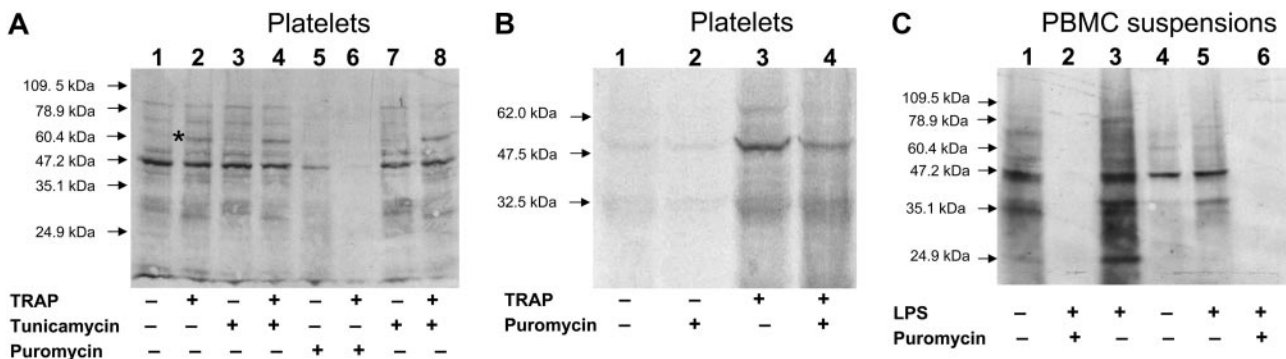 A Platelets
1 2 3 4 5 6 7 8
109. 5 kDa
78.9 kDa
60.4 kDa
*
47.2 kDa
35.1 kDa
24.9 kDa
TRAP – + – + – + – +
Tunicamycin – – + + – – + +
Puromycin – – – – + + – –
B Platelets
1 2 3 4
62.0 kDa
47.5 kDa
32.5 kDa
TRAP – – + +
Puromycin – + – +
C PBMC suspensions
1 2 3 4 5 6
109.5 kDa
78.9 kDa
60.4 kDa
47.2 kDa
35.1 kDa
24.9 kDa
LPS – + + – + +
Puromycin – + – – – +